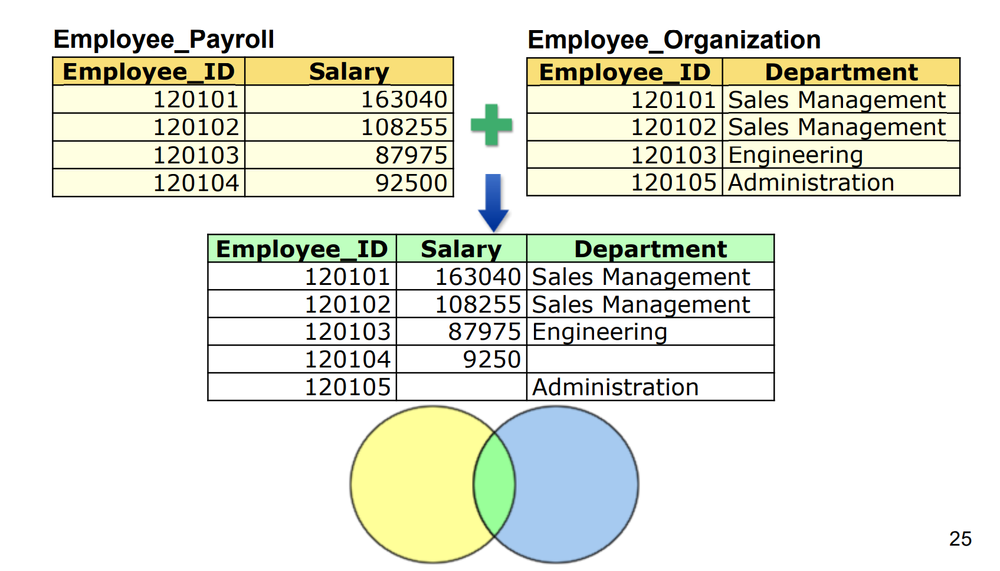 Employee_Payroll
Employee_ID Salary
120101 163040
120102 108255
120103 87975
120104 92500
Employee_Organization
Employee_ID Department
120101 Sales Management
120102 Sales Management
120103 Engineering
120105 Administration
Employee_ID Salary Department
120101 163040 Sales Management
120102 108255 Sales Management
120103 87975 Engineering
120104 9250
120105 Administration
25